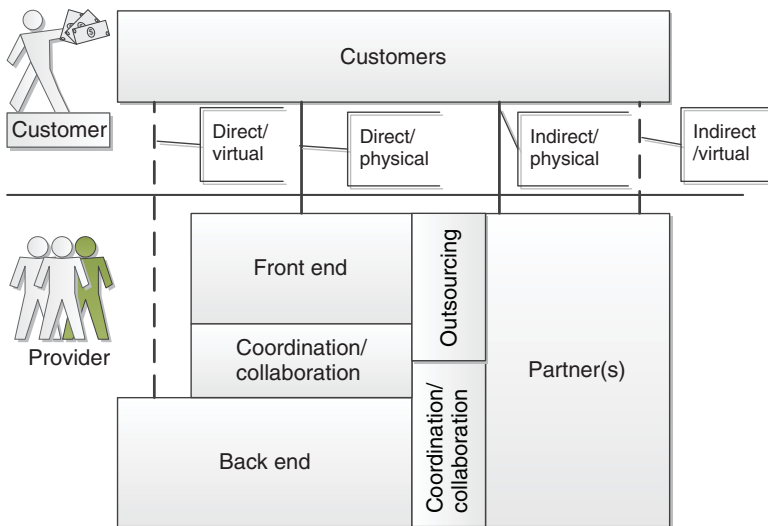 Customers
Customer
Direct/
virtual
Direct/
physical
Indirect/
physical
Indirect
/virtual
Provider
Front end
Coordination/
collaboration
Back end
Outsourcing
Coordination/
collaboration
Partner(s)